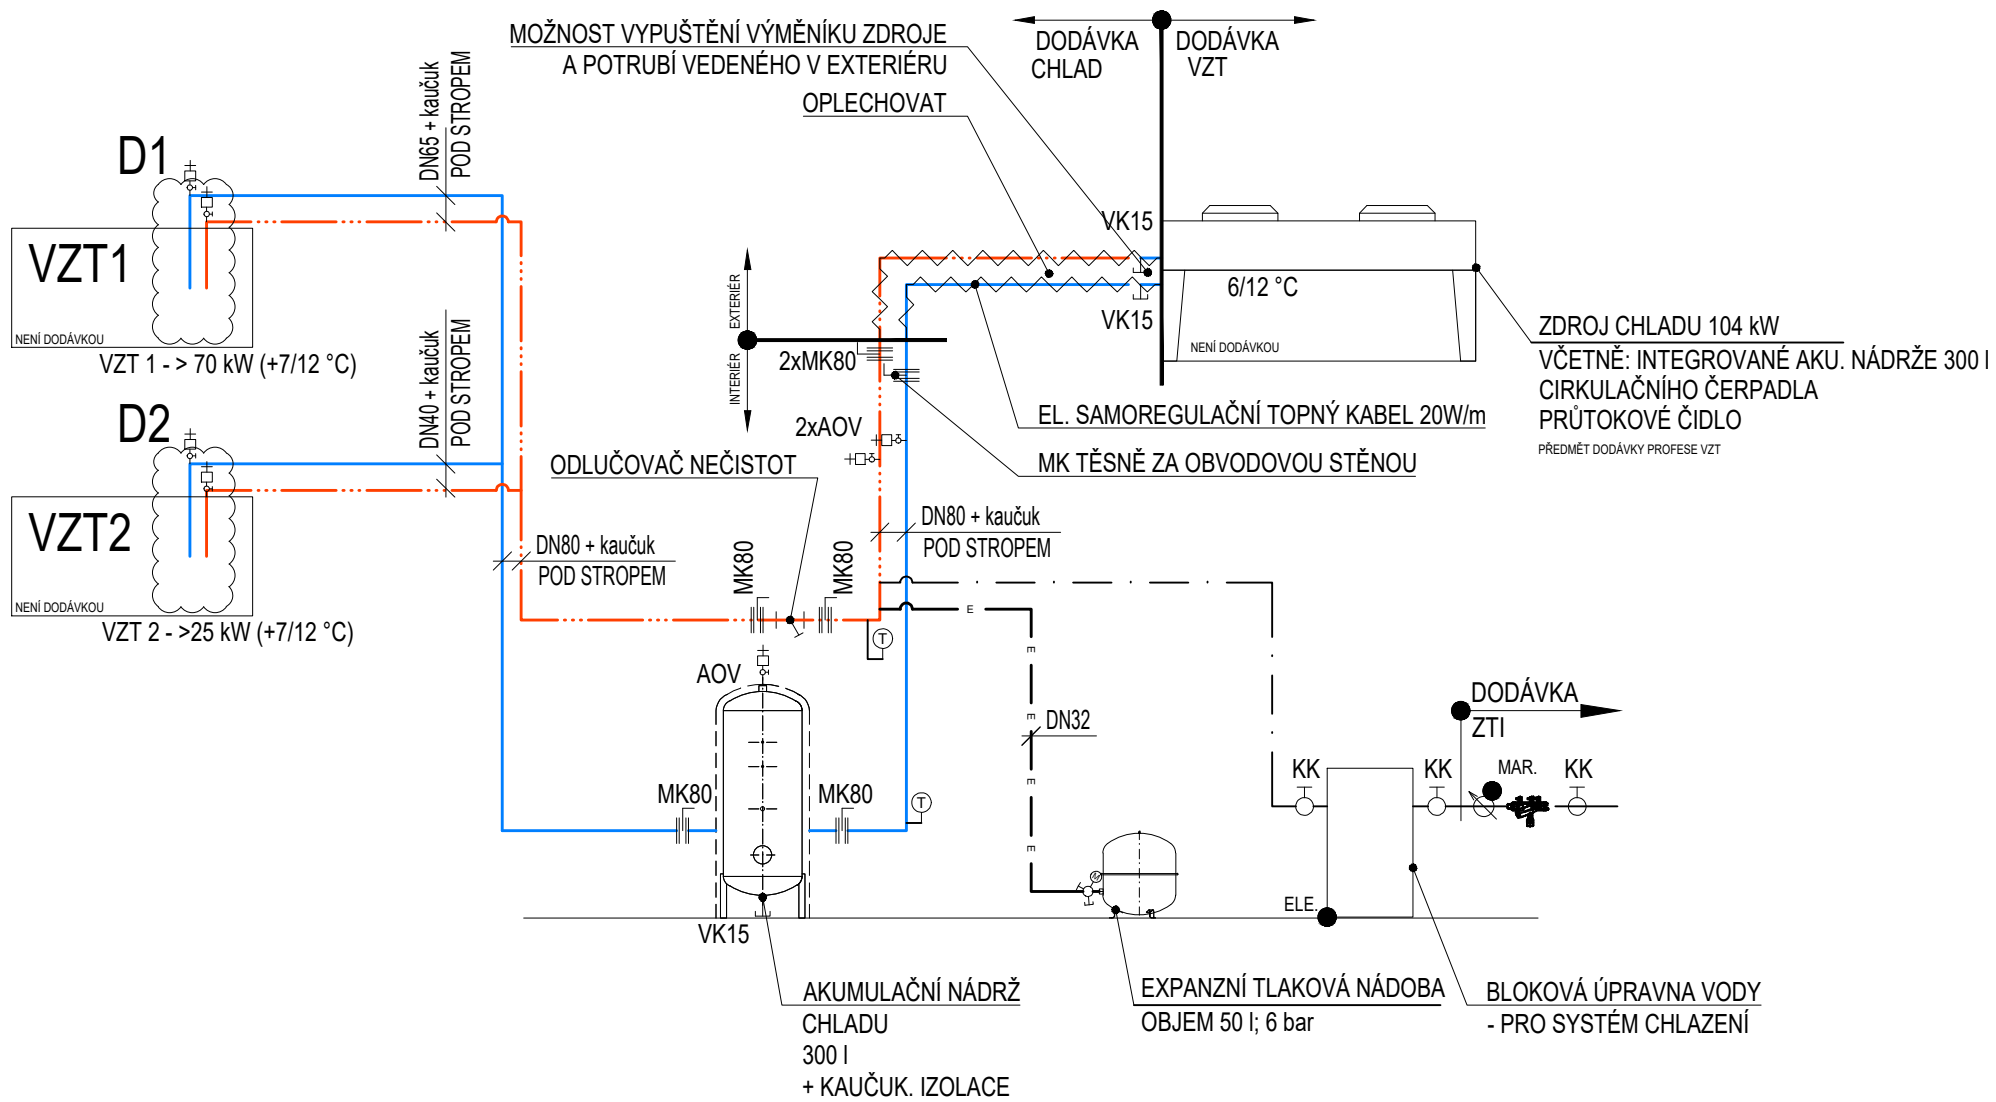 MOŽNOST VYPUŠTĚNÍ VÝMĚNÍKU ZDROJE
A POTRUBÍ VEDENÉHO V EXTERIÉRU
OPLECHOVAT
DODÁVKA
CHLAD
DODÁVKA
VZT
D1
DN65 + kaučuk
POD STROPEM
VZT1
NENÍ DODÁVKOU
VZT 1 - > 70 kW (+7/12 °C)
D2
DN40 + kaučuk
POD STROPEM
VZT2
NENÍ DODÁVKOU
VZT 2 - >25 kW (+7/12 °C)
DN80 + kaučuk
POD STROPEM
EXTERIÉR
INTERIÉR
2xMK80
2xAOV
ODLUČOVAČ NEČISTOT
MK80
MK80
VK15
VK15
6/12 °C
NENÍ DODÁVKOU
ZDROJ CHLADU 104 kW
VČETNĚ: INTEGROVANÉ AKU. NÁDRŽE 300 l
CIRKULAČNÍHO ČERPADLA
PRŮTOKOVÉ ČIDLO
PŘEDMĚT DODÁVKY PROFESE VZT
EL. SAMOREGULAČNÍ TOPNÝ KABEL 20W/m
MK TĚSNĚ ZA OBVODOVOU STĚNOU
DN80 + kaučuk
POD STROPEM
E
T
E
AOV
E
DN32
E
E
MK80
MK80
T
M
VK15
DODÁVKA
ZTI
KK
KK
MAR.
KK
ELE.
AKUMULAČNÍ NÁDRŽ
CHLADU
300 l
+ KAUČUK. IZOLACE
EXPANZNÍ TLAKOVÁ NÁDOBA
OBJEM 50 l; 6 bar
BLOKOVÁ ÚPRAVNA VODY
- PRO SYSTÉM CHLAZENÍ